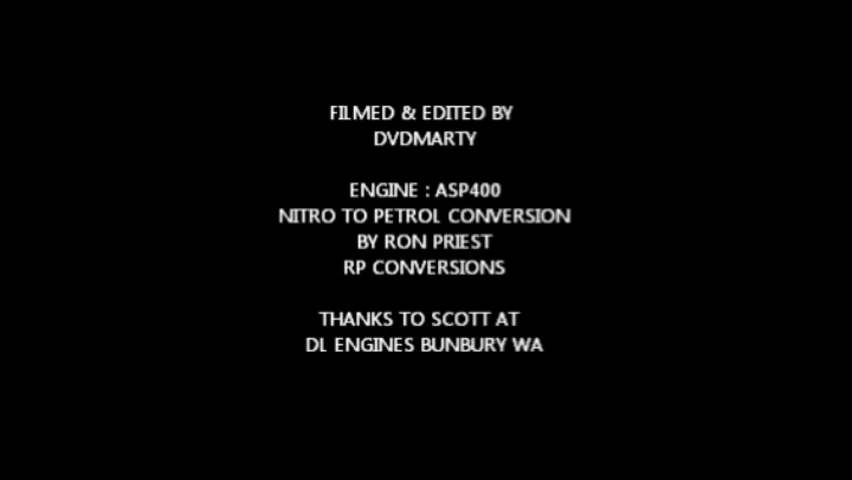 FILMED & EDITED BY
DVDMARTY
ENGINE : ASP400
NITRO TO PETROL CONVERSION
BY RON PRIEST
RP CONVERSIONS
THANKS TO SCOTT AT
DL ENGINES BUNBURY WA